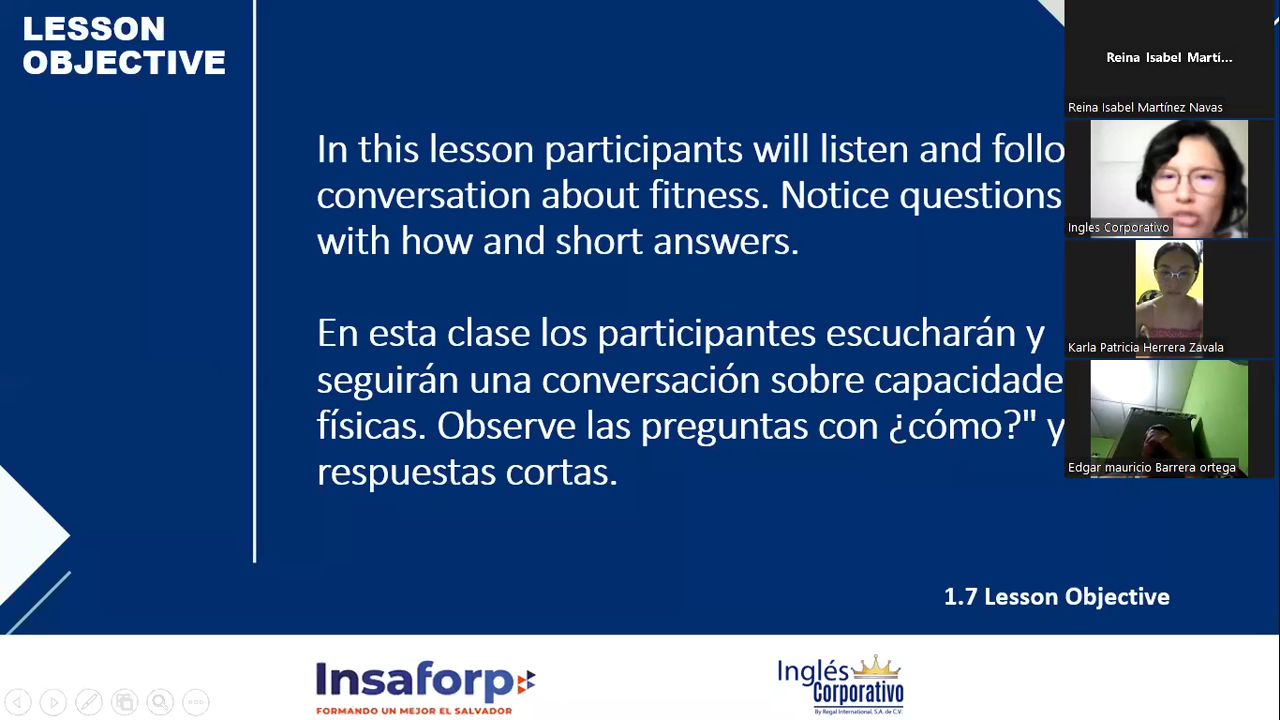 LESSON
OBJECTIVE
In this lesson participants will listen and follo
conversation about fitness. Notice questions
with how and short answers.
En esta clase los participantes escucharán y
seguirán una conversación sobre capacidade
físicas. Observe las preguntas con ¿cómo?" y
respuestas cortas.
1.7 Lesson Objective
Insaforp
FORMANDO UN MEJOR EL SALVADOR
Inglés
Corporativo
By Regal International, S.A. de C.V.
Reina Isabel Martí...
Reina Isabel Martínez Navas
Ingles Corporativo
Karla Patricia Herrera Zavala
Edgar mauricio Barrera ortega